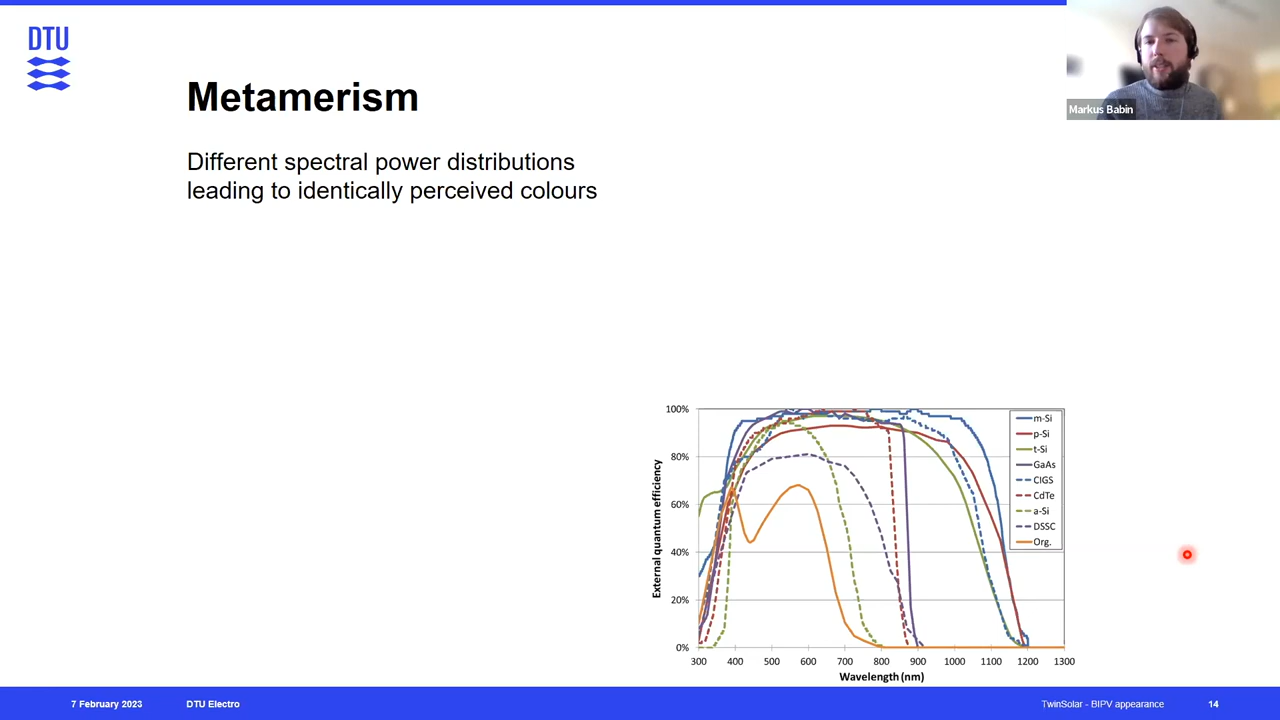 DTU
Metamerism
Different spectral power distributions
leading to identically perceived colours
Markus Babin
100%
80%
60%
40%
20%
0%
External quantum efficiency
300 400 500 600 700 800 900 1000 1100 1200 1300
Wavelength (nm)
m-Si
p-Si
t-Si
GaAs
CIGS
CdTe
a-Si
DSSC
Org.
7 February 2023 DTU Electro TwinSolar - BIPV appearance 14